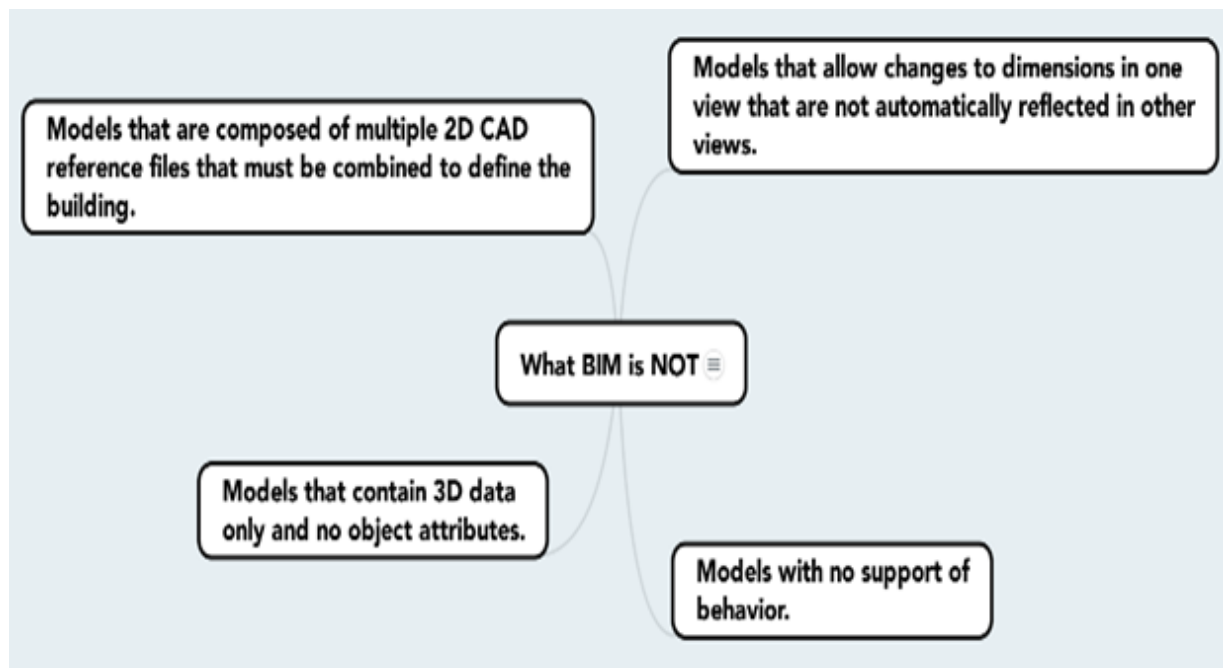 Models that allow changes to dimensions in one
view that are not automatically reflected in other
views.
Models that are composed of multiple 2D CAD
reference files that must be combined to define the
building.
What BIM is NOT
Models that contain 3D data
only and no object attributes.
Models with no support of
behavior.